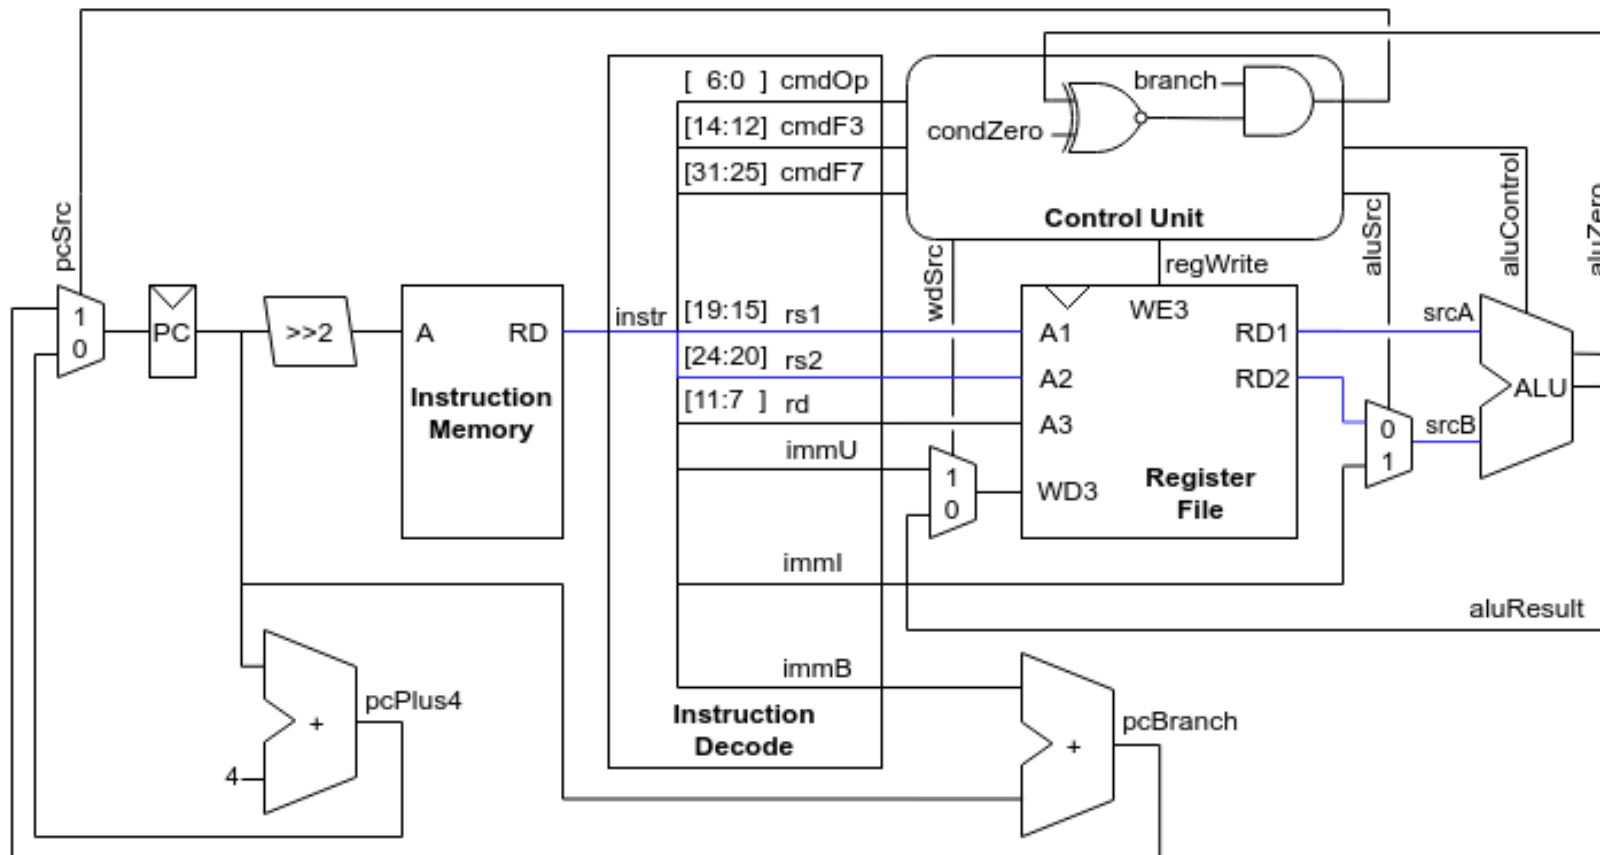 [ 6:0 ] cmdOp
[14:12] cmdF3
[31:25] cmdF7
branch
condZero
Control Unit
pcSrc
wdSrc
regWrite
aluSrc
aluControl
aluZero
1
0
PC
>>2
A
RD
Instruction
Memory
instr
[19:15] rs1
[24:20] rs2
[11:7 ] rd
immU
immI
immB
Instruction
Decode
1
0
A1
A2
A3
WD3
WE3
RD1
RD2
Register
File
srcA
srcB
0
1
ALU
aluResult
pcPlus4
+
4
pcBranch
+